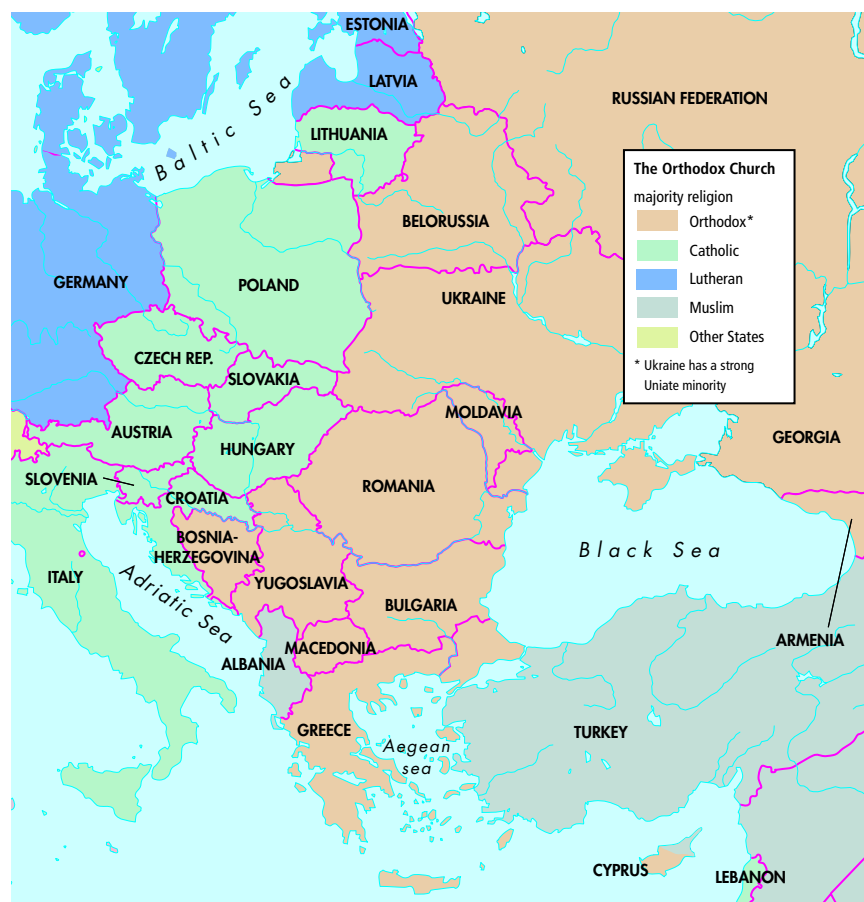 ESTONIA
LATVIA
RUSSIAN FEDERATION
Baltic Sea
LITHUANIA
The Orthodox Church
majority religion
Orthodox*
Catholic
Lutheran
Muslim
Other States
* Ukraine has a strong
Uniate minority
BELORUSSIA
GERMANY
POLAND
UKRAINE
CZECH REP.
SLOVAKIA
MOLDAVIA
AUSTRIA
HUNGARY
GEORGIA
SLOVENIA
CROATIA
ROMANIA
BOSNIA-
HERZEGOVINA
Black Sea
ITALY
Adriatic Sea
YUGOSLAVIA
BULGARIA
ARMENIA
MACEDONIA
ALBANIA
GREECE
TURKEY
Aegean
sea
CYPRUS
LEBANON